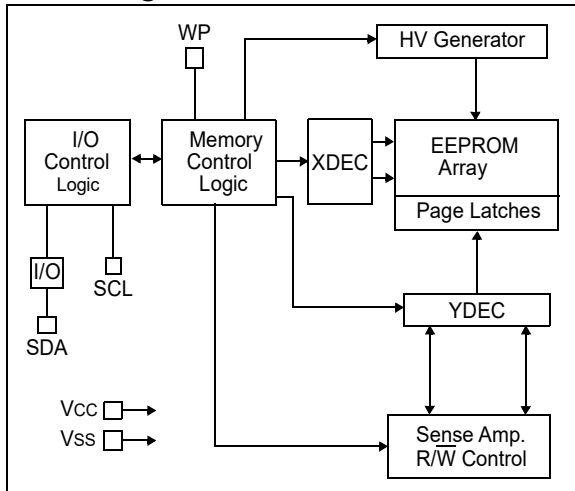 WP
HV Generator
I/O
Control
Logic
Memory
Control
Logic
XDEC
EEPROM
Array
Page Latches
I/O
SCL
SDA
YDEC
VCC
VSS
Sense Amp.
R/W̅ Control